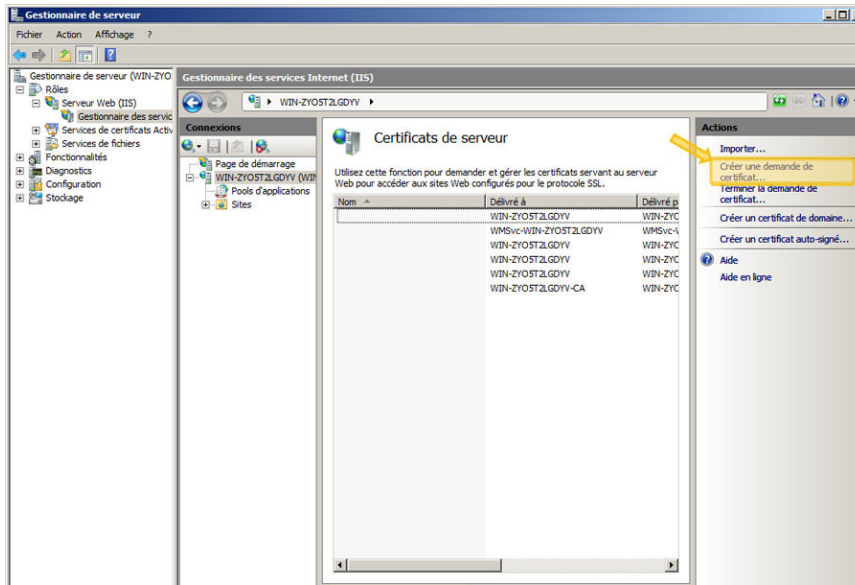 Gestionnaire de serveur
Fichier Action Affichage ?
Gestionnaire de serveur (WIN-ZYO
Rôles
Serveur Web (IIS)
Gestionnaire des servic
Services de certificats Activ
Services de fichiers
Fonctionnalités
Diagnostics
Configuration
Stockage
Gestionnaire des services Internet (IIS)
WIN-ZYO5T2LGDYV
Connexions
Page de démarrage
WIN-ZYO5T2LGDYV (WIN
Pools d'applications
Sites
Certificats de serveur
Utilisez cette fonction pour demander et gérer les certificats servant au serveur
Web pour accéder aux sites Web configurés pour le protocole SSL.
Nom Délivré à Délivré p
WIN-ZYO5T2LGDYV WIN-ZYC
WMSvc-WIN-ZYO5T2LGDYV WMSvc-V
WIN-ZYO5T2LGDYV WIN-ZYC
WIN-ZYO5T2LGDYV WIN-ZYC
WIN-ZYO5T2LGDYV WIN-ZYC
WIN-ZYO5T2LGDYV-CA WIN-ZYC
Actions
Importer...
Créer une demande de
certificat...
Terminer la demande de
certificat...
Créer un certificat de domaine...
Créer un certificat auto-signé...
Aide
Aide en ligne